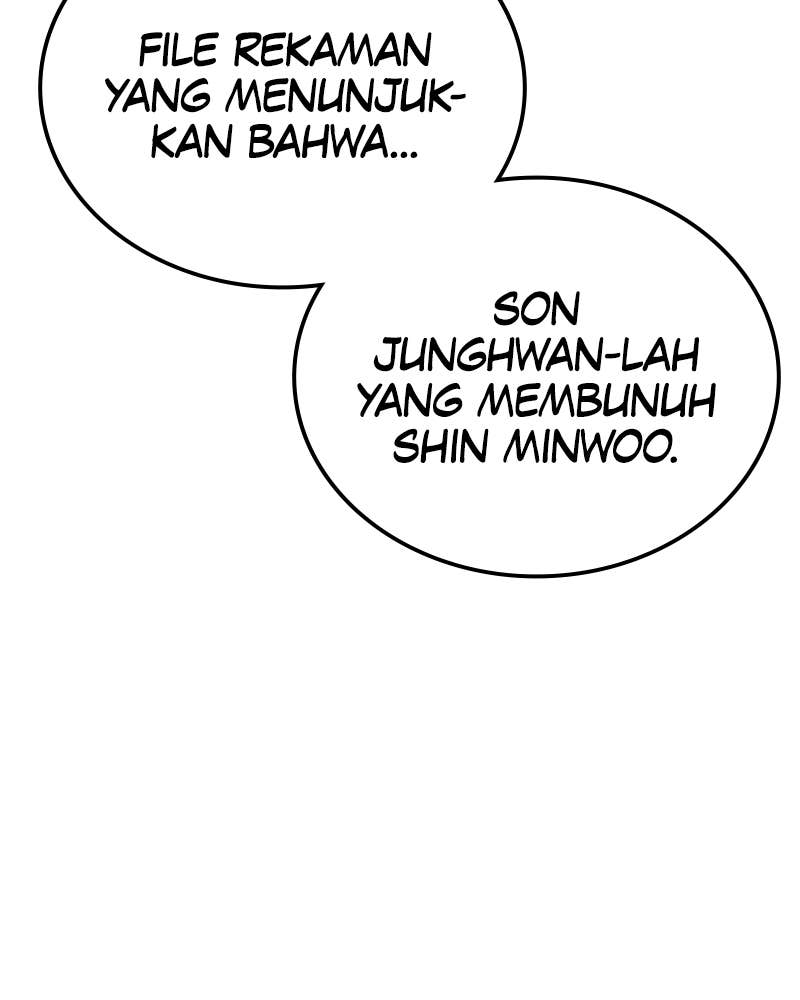 FILE REKAMAN
YANG MENUNJUK-
KAN BAHWA...
SON
JUNGHWAN-LAH
YANG MEMBUNUH
SHIN MINWOO.